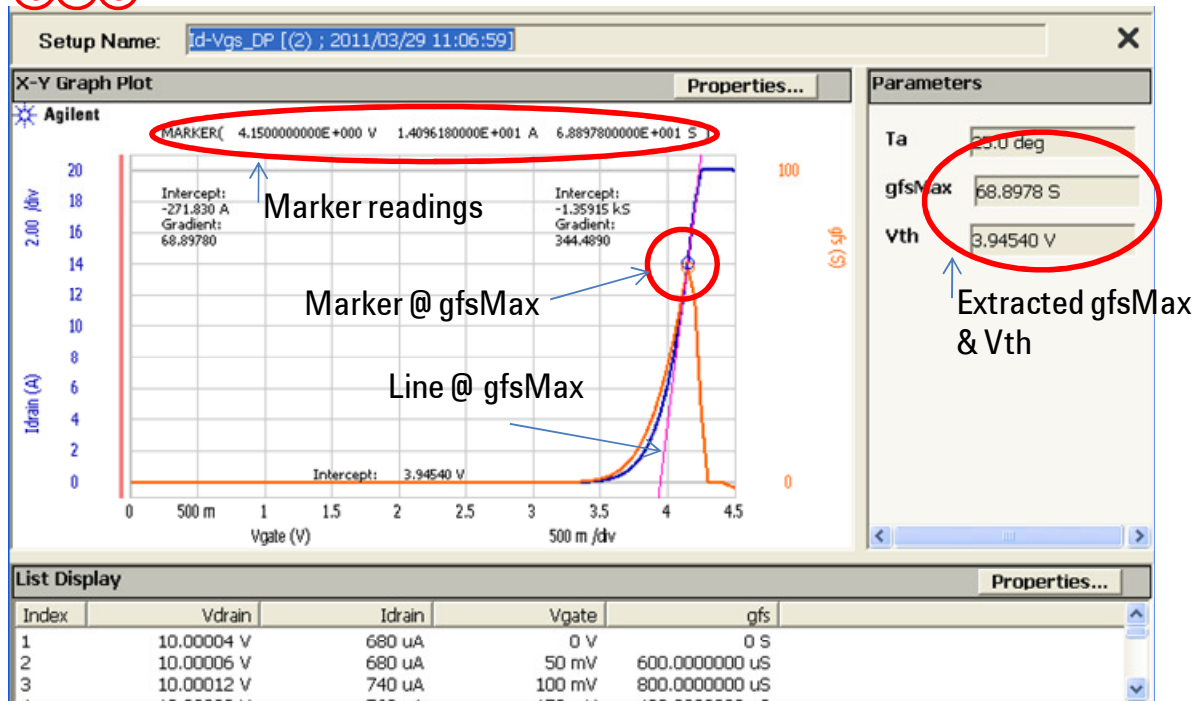 Setup Name: Id-Vgs_DP [(2) ; 2011/03/29 11:06:59]
X-Y Graph Plot
Properties...
Parameters
Agilent
MARKER( 4.1500000000E+000 V 1.4096180000E+001 A 6.8897800000E+001 S )
Ta 25.0 deg
gfsMax 68.8978 S
Vth 3.94540 V
Extracted gfsMax
& Vth
Intercept:
-271.830 A
Gradient:
68.89780
Intercept:
-1.35915 kS
Gradient:
344.4890
Marker readings
Marker @ gfsMax
Line @ gfsMax
Intercept: 3.94540 V
2.00 /div
Idrain (A)
20
18
16
14
12
10
8
6
4
2
0
100
gfs (S)
0
0 500 m 1 1.5 2 2.5 3 3.5 4 4.5
Vgate (V) 500 m /div
List Display
Properties...
Index Vdrain Idrain Vgate gfs
1 10.00004 V 680 uA 0 V 0 S
2 10.00006 V 680 uA 50 mV 600.0000000 uS
3 10.00012 V 740 uA 100 mV 800.0000000 uS